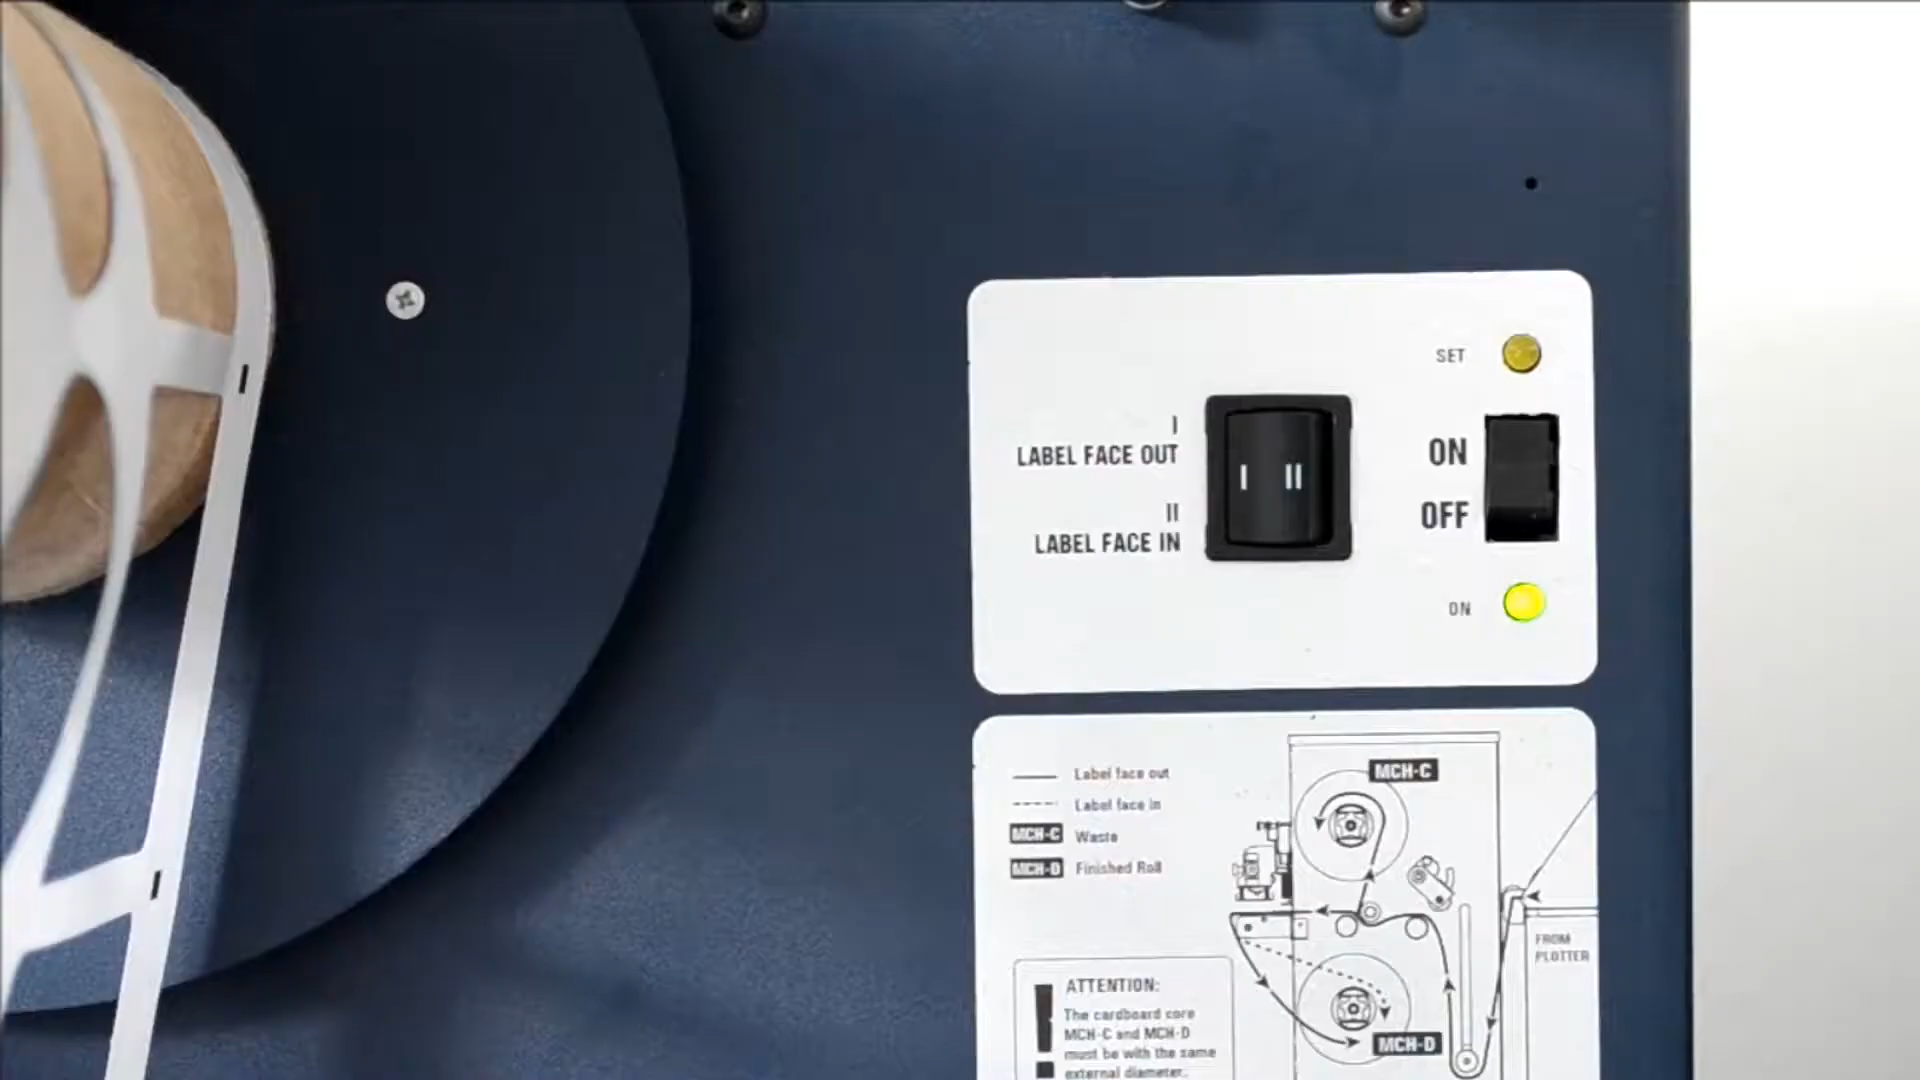 SET
I
LABEL FACE OUT
I II
ON
OFF
II
LABEL FACE IN
ON
Label face out
Label face in
MCH-C Waste
MCH-D Finished Roll
MCH-C
FROM
PLOTTER
MCH-D
ATTENTION:
The cardboard core
MCH-C and MCH-D
must be with the same
external diameter.